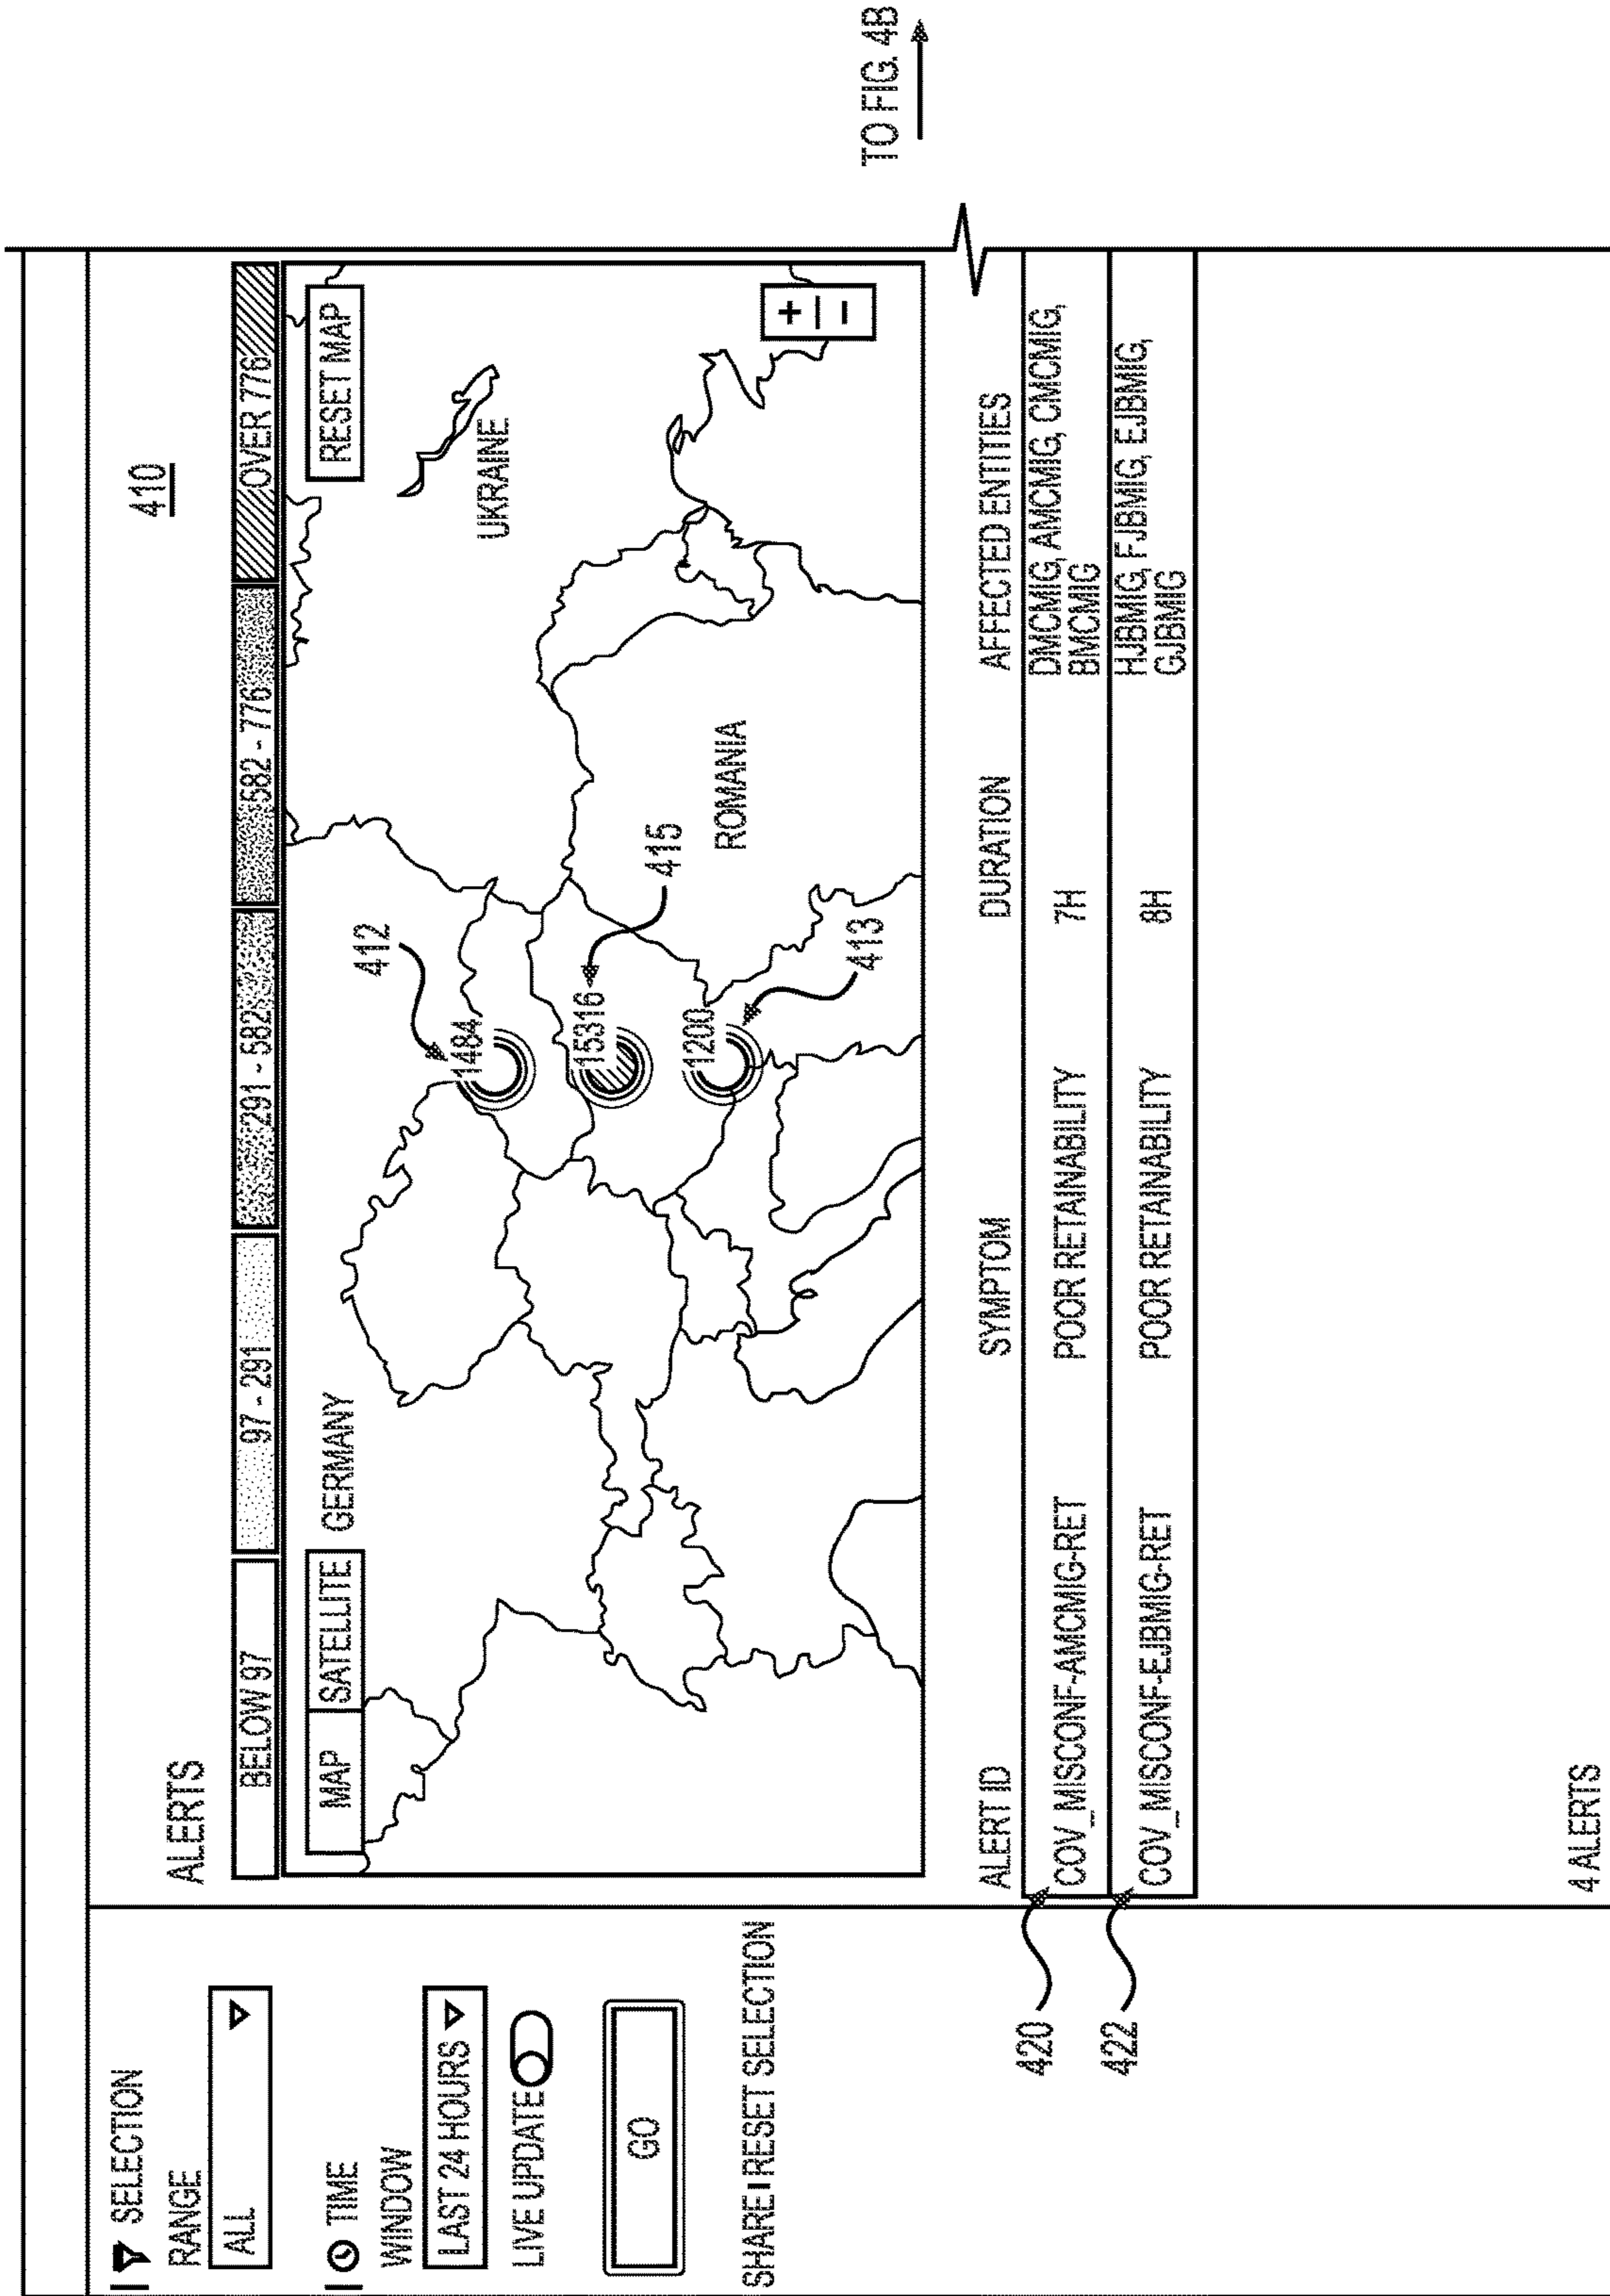 410
SELECTION
RANGE
ALL
TIME
WINDOW
LAST 24 HOURS
LIVE UPDATE
GO
SHARE RESET SELECTION
ALERTS
BELOW 97 97 - 291 291 - 582 582 - 776 OVER 776
MAP SATELLITE GERMANY RESET MAP
412
UKRAINE
1484
15316
415
ROMANIA
1200
413
+
-
TO FIG. 4B
ALERT ID SYMPTOM DURATION AFFECTED ENTITIES
420 COV_MISCONF-AMCMIG-RET POOR RETAINABILITY 7H DMCMIG, AMCMIG, CMCMIG,
BMCMIG
422 COV_MISCONF-EJBMIG-RET POOR RETAINABILITY 8H HJBMIG, FJBMIG, EJBMIG,
GJBMIG
4 ALERTS